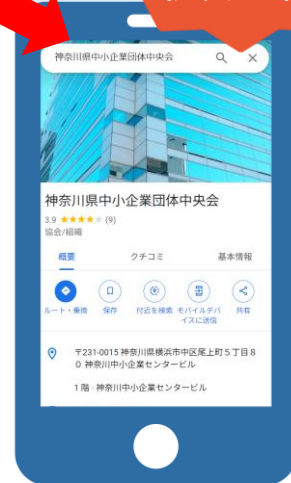 神奈川県中小企業団体中央会
神奈川県中小企業団体中央会
3.9 ★★★★☆ (9)
協会/組織
概要 クチコミ 基本情報
ルート・乗換 保存 付近を検索 モバイルデバ 共有
イスに送信
〒231-0015 神奈川県横浜市中区尾上町5丁目8
0 神奈川中小企業センタービル
1階 · 神奈川中小企業センタービル